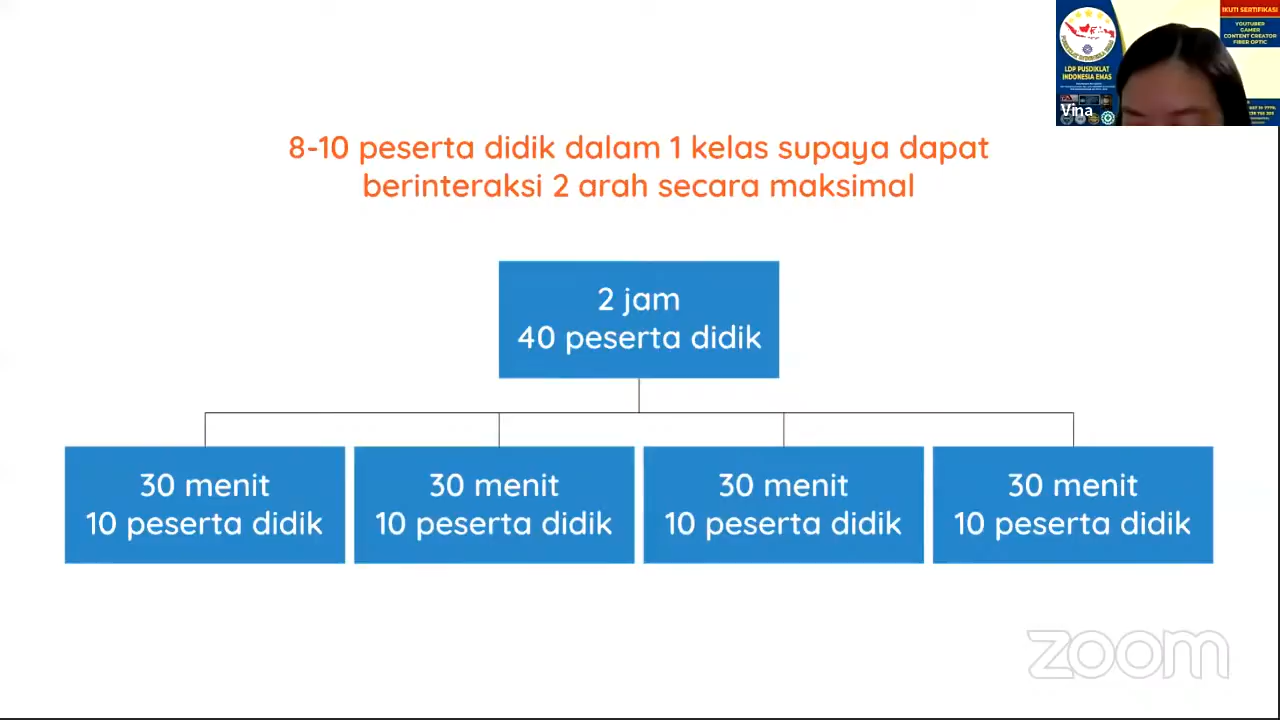 8-10 peserta didik dalam 1 kelas supaya dapat
berinteraksi 2 arah secara maksimal
2 jam
40 peserta didik
30 menit
10 peserta didik
30 menit
10 peserta didik
30 menit
10 peserta didik
30 menit
10 peserta didik
LDP PUSDIKLAT
INDONESIA EMAS
Vina
IKUTI SERTIFIKASI
YOUTUBER
GAMER
CONTENT CREATOR
FIBER OPTIC
zoom